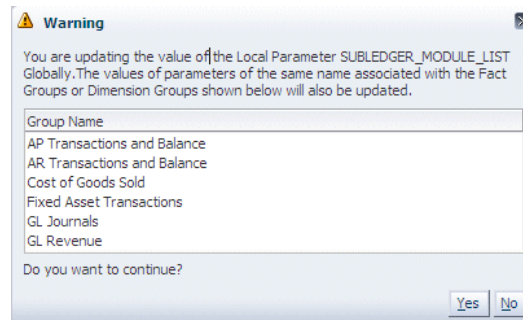 Warning
You are updating the value of the Local Parameter SUBLEDGER_MODULE_LIST
Globally.The values of parameters of the same name associated with the Fact
Groups or Dimension Groups shown below will also be updated.
Group Name
AP Transactions and Balance
AR Transactions and Balance
Cost of Goods Sold
Fixed Asset Transactions
GL Journals
GL Revenue
Do you want to continue?
Yes No